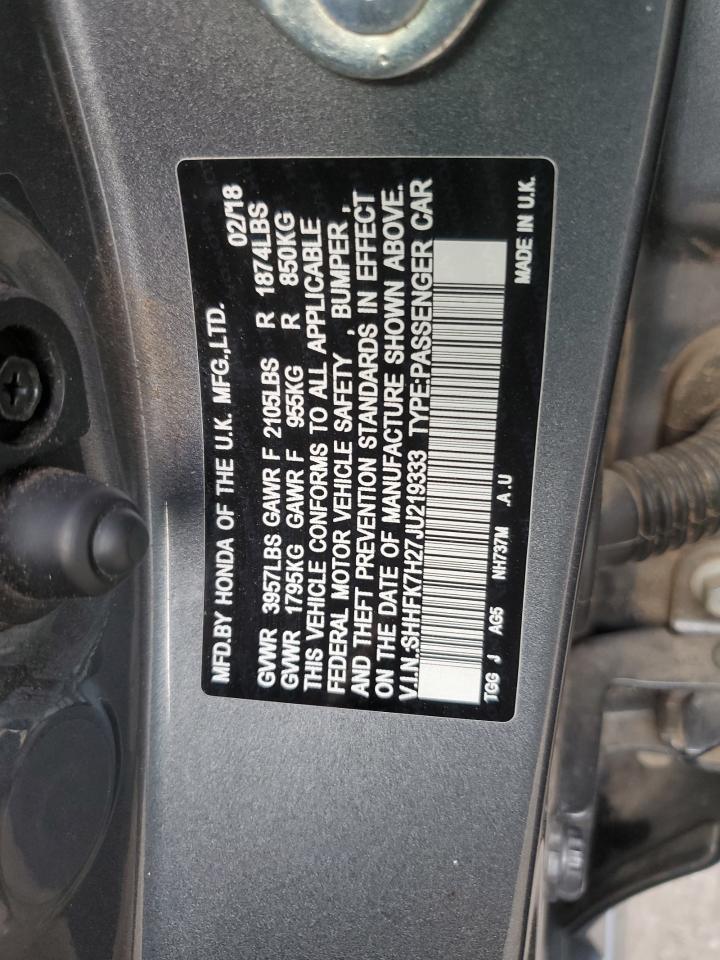 MFD.BY HONDA OF THE U.K. MFG.,LTD. 02/18
GVWR 3957LBS GAWR F 2105LBS R 1874LBS
GVWR 1795KG GAWR F 955KG R 850KG
THIS VEHICLE CONFORMS TO ALL APPLICABLE
FEDERAL MOTOR VEHICLE SAFETY , BUMPER ,
AND THEFT PREVENTION STANDARDS IN EFFECT
ON THE DATE OF MANUFACTURE SHOWN ABOVE.
V.I.N.:SHHFK7H27JU219333 TYPE:PASSENGER CAR
TGG J AG5 NH737M .A.U MADE IN U.K.